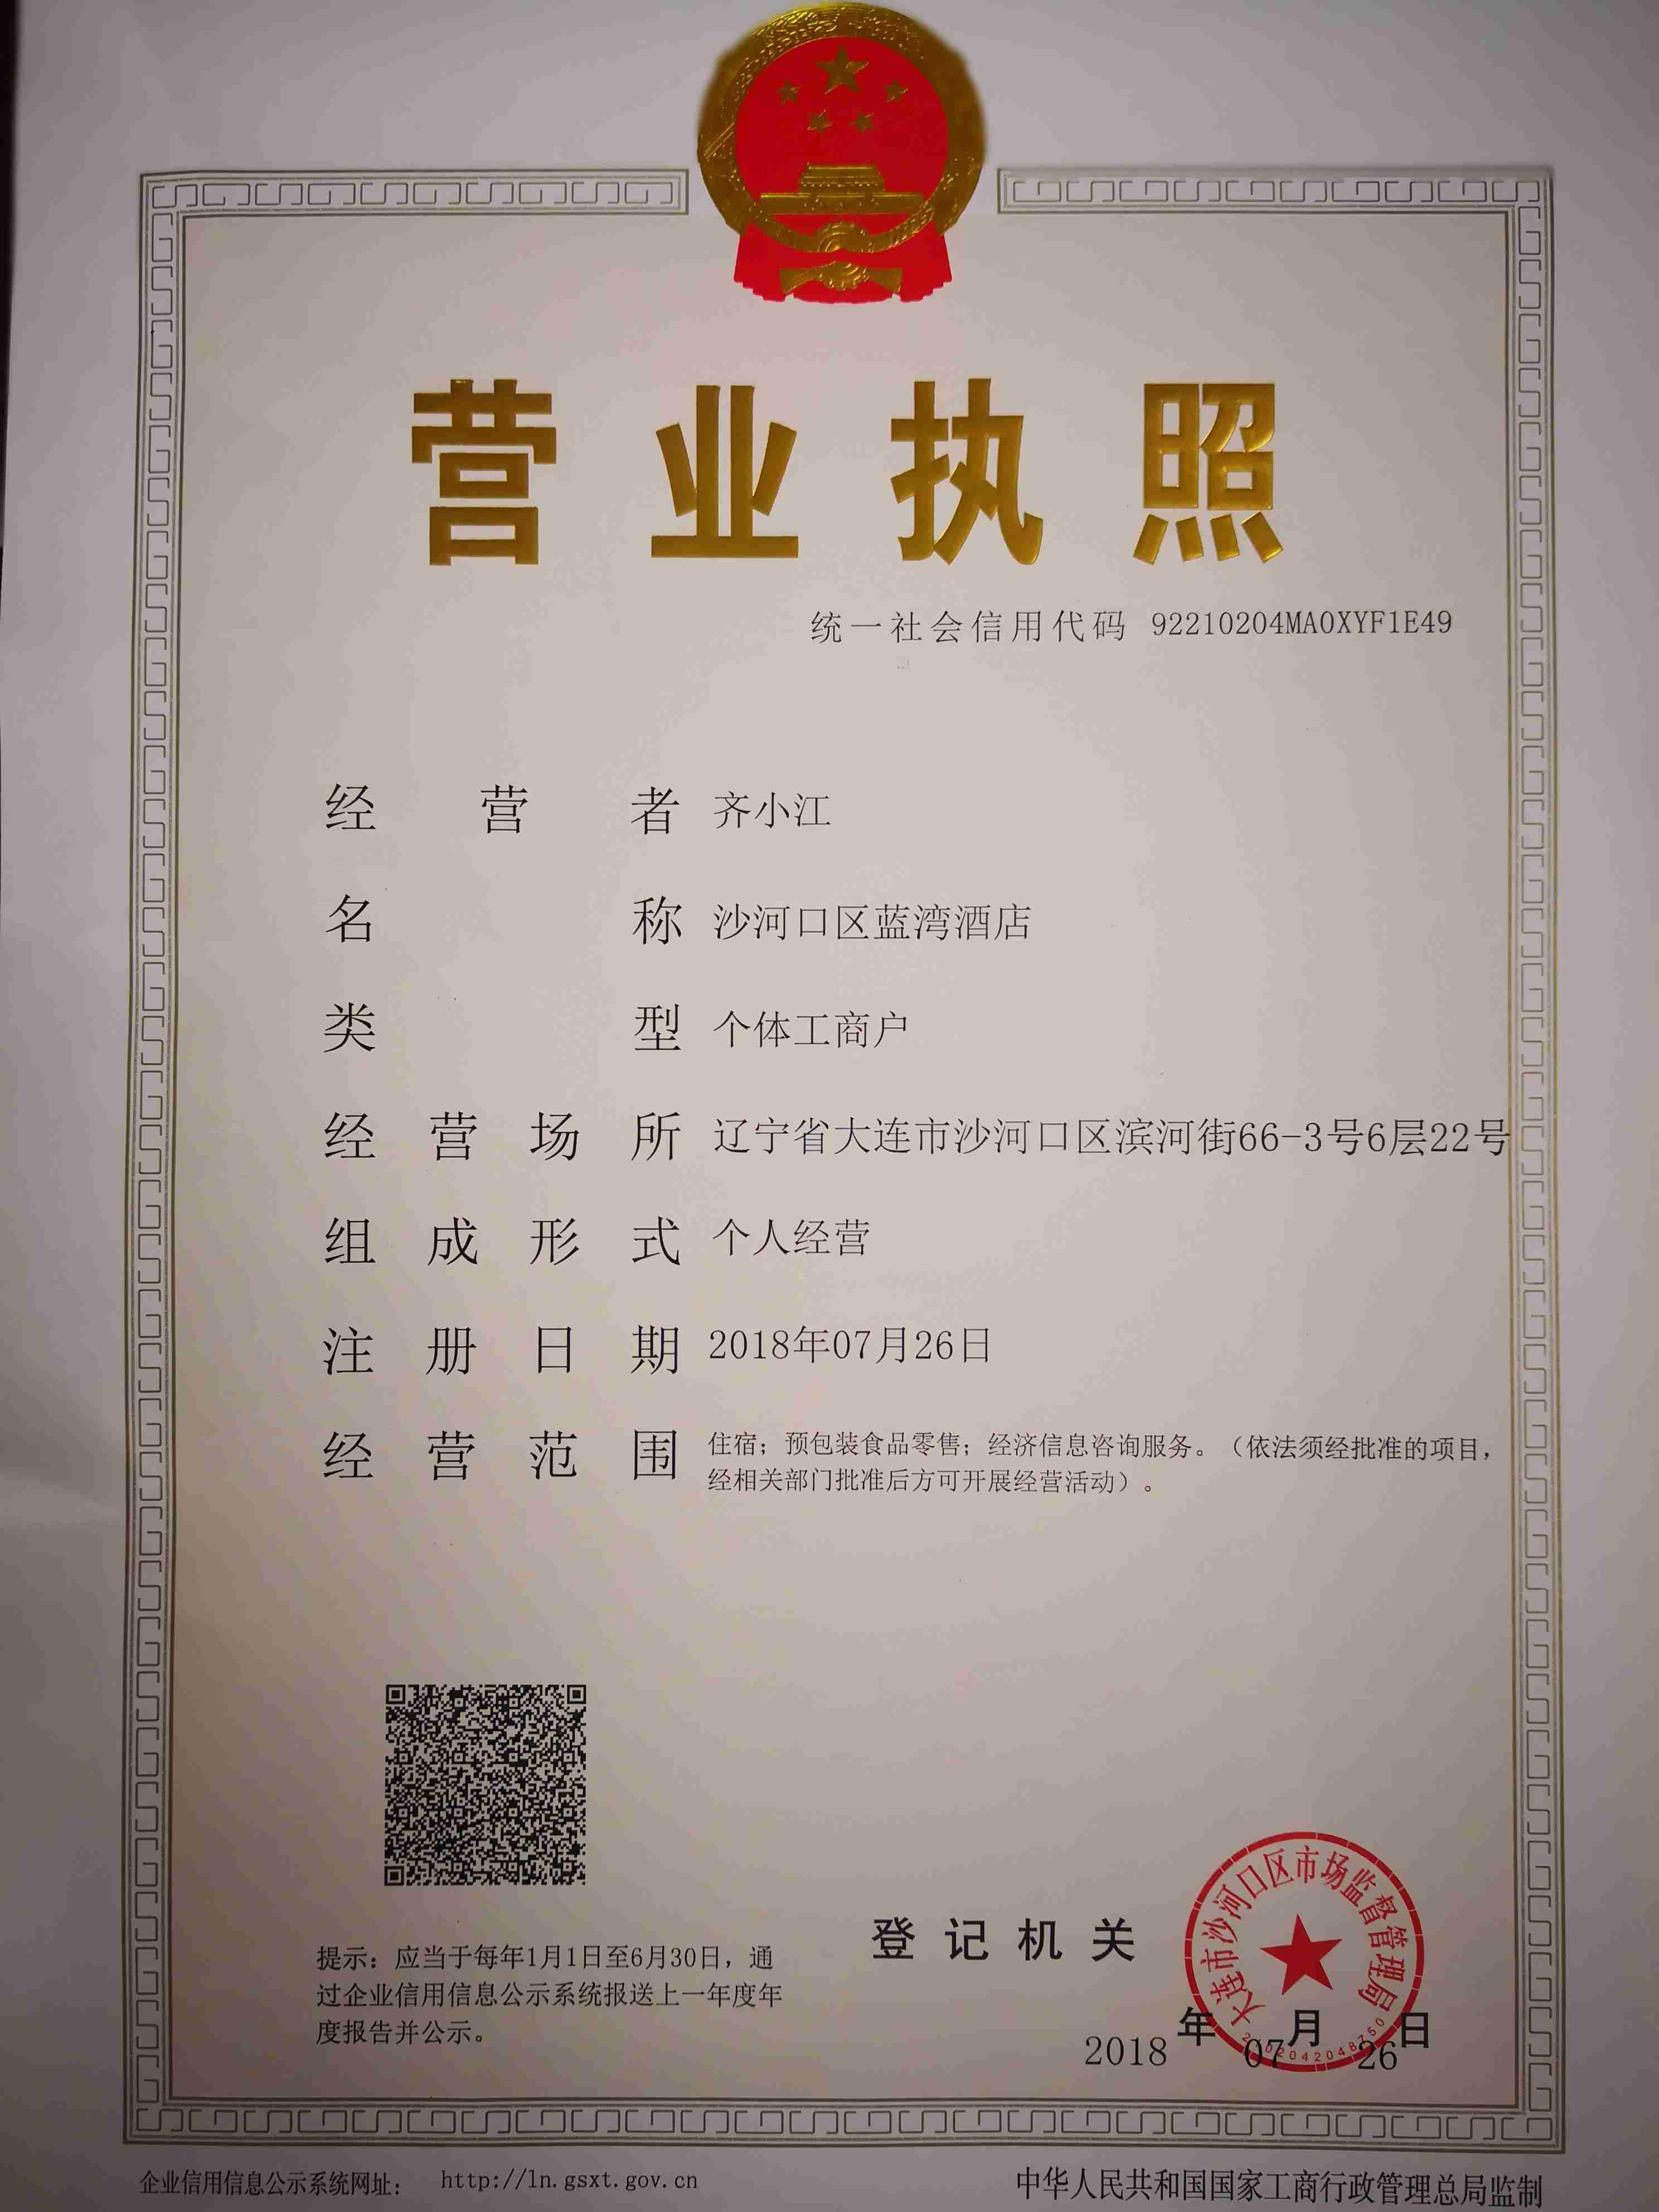 营业执照
统一社会信用代码 92210204MA0XYF1E49
经营者 齐小江
名称 沙河口区蓝湾酒店
类型 个体工商户
经营场所 辽宁省大连市沙河口区滨河街66-3号6层22号
组成形式 个人经营
注册日期 2018年07月26日
经营范围 住宿；预包装食品零售；经济信息咨询服务。（依法须经批准的项目，
经相关部门批准后方可开展经营活动）。
大连市沙河口区市场监督管理局
登记机关
提示：应当于每年1月1日至6月30日，通
过企业信用信息公示系统报送上一年度年
度报告并公示。
2018年07月26日
企业信用信息公示系统网址： http://ln.gsxt.gov.cn
中华人民共和国国家工商行政管理总局监制